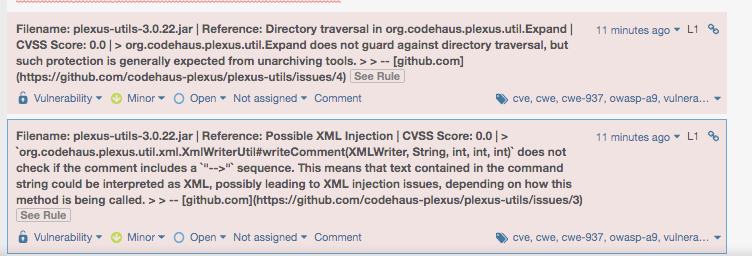 Filename: plexus-utils-3.0.22.jar | Reference: Directory traversal in org.codehaus.plexus.util.Expand | 11 minutes ago L1
CVSS Score: 0.0 | > org.codehaus.plexus.util.Expand does not guard against directory traversal, but
such protection is generally expected from unarchiving tools. > > -- [github.com]
(https://github.com/codehaus-plexus/plexus-utils/issues/4) See Rule
Vulnerability Minor Open Not assigned Comment cve, cwe, cwe-937, owasp-a9, vulnera...
Filename: plexus-utils-3.0.22.jar | Reference: Possible XML Injection | CVSS Score: 0.0 | > 11 minutes ago L1
`org.codehaus.plexus.util.xml.XmlWriterUtil#writeComment(XMLWriter, String, int, int, int)` does not
check if the comment includes a `"-->"` sequence. This means that text contained in the command
string could be interpreted as XML, possibly leading to XML injection issues, depending on how this
method is being called. > > -- [github.com](https://github.com/codehaus-plexus/plexus-utils/issues/3)
See Rule
Vulnerability Minor Open Not assigned Comment cve, cwe, cwe-937, owasp-a9, vulnera...